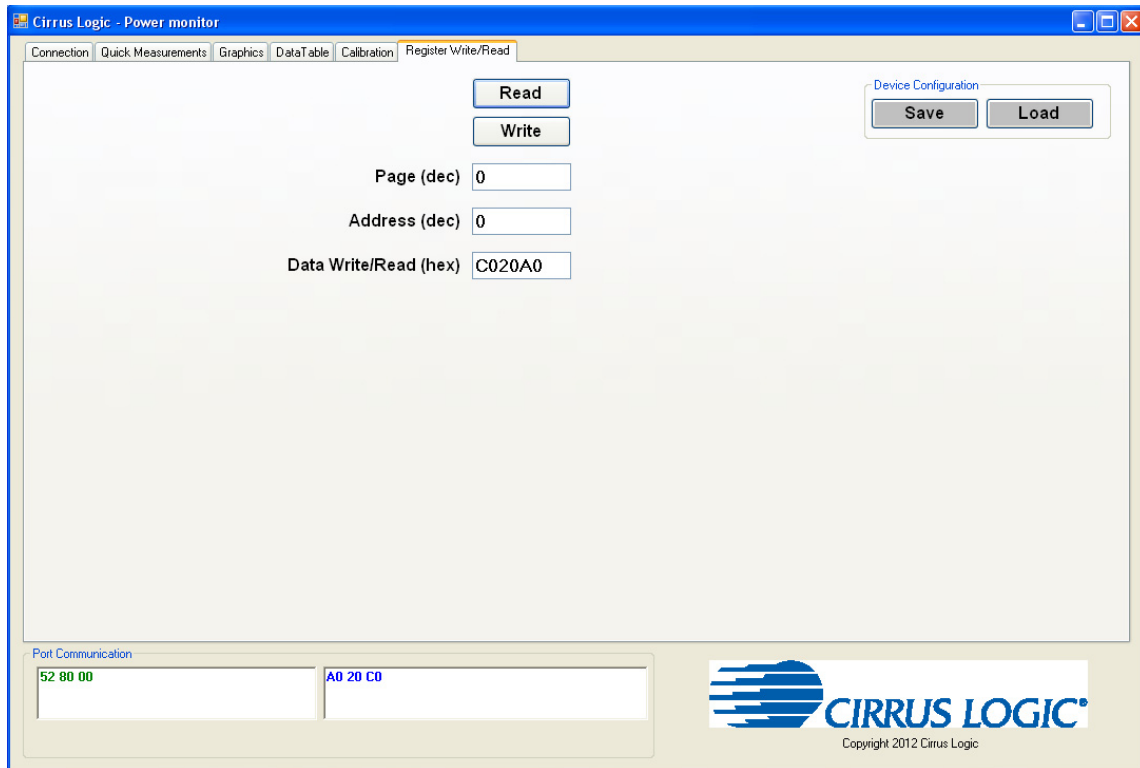 Cirrus Logic - Power monitor
Connection Quick Measurements Graphics DataTable Calibration Register Write/Read
Read
Write
Device Configuration
Save Load
Page (dec) 0
Address (dec) 0
Data Write/Read (hex) C020A0
Port Communication
52 80 00
A0 20 C0
CIRRUS LOGIC®
Copyright 2012 Cirrus Logic